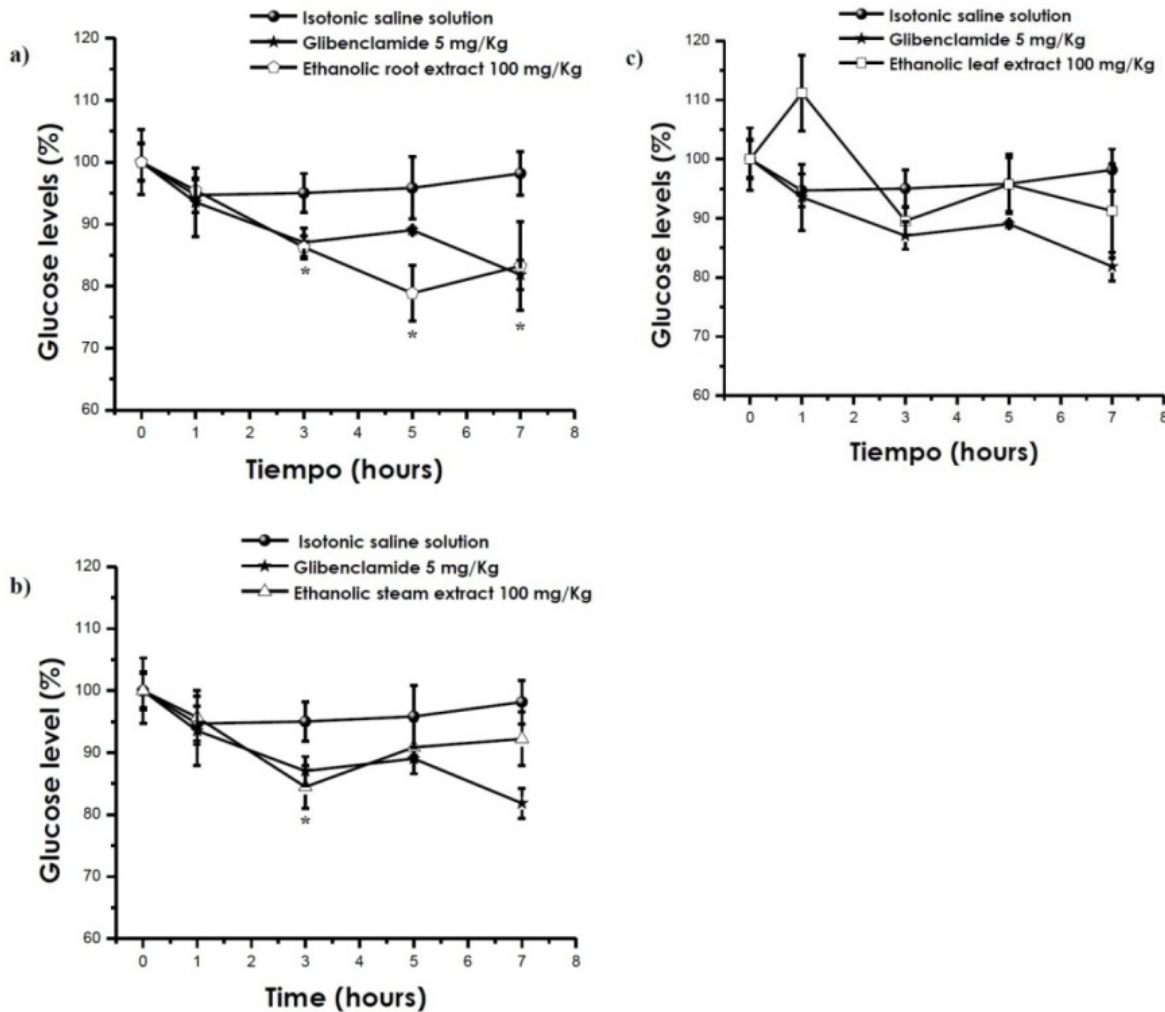 a)
Isotonic saline solution
Glibenclamide 5 mg/Kg
Ethanolic root extract 100 mg/Kg
120
110
100
90
80
70
60
Glucose levels (%)
*
*
*
0 1 2 3 4 5 6 7 8
Tiempo (hours)
c)
Isotonic saline solution
Glibenclamide 5 mg/Kg
Ethanolic leaf extract 100 mg/Kg
120
110
100
90
80
70
60
Glucose levels (%)
0 1 2 3 4 5 6 7 8
Tiempo (hours)
b)
Isotonic saline solution
Glibenclamide 5 mg/Kg
Ethanolic steam extract 100 mg/Kg
120
110
100
90
80
70
60
Glucose level (%)
*
0 1 2 3 4 5 6 7 8
Time (hours)